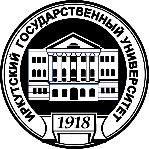 ИРКУТСКИЙ ГОСУДАРСТВЕННЫЙ УНИВЕРСИТЕТ
1918